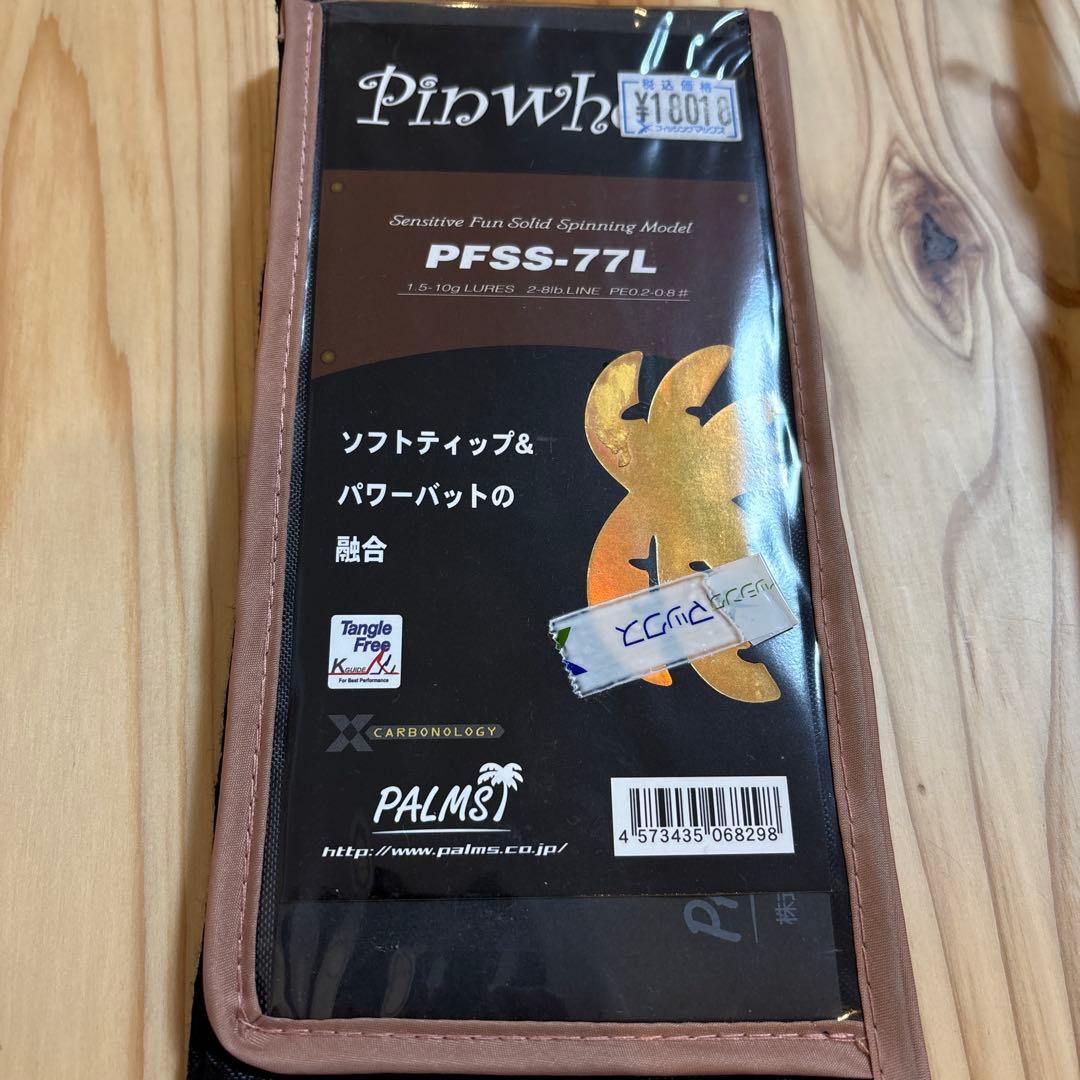 Pinwh
税込価格
¥18018
フィッシングマックス
Sensitive Fun Solid Spinning Model
PFSS-77L
1.5-10g LURES 2-8lb.LINE PE0.2-0.8#
ソフトティップ&
パワーバットの
融合
マックス
Tangle
Free
K GUIDE
For Best Performance
X CARBONOLOGY
PALMS
http://www.palms.co.jp/
4 573435 068298